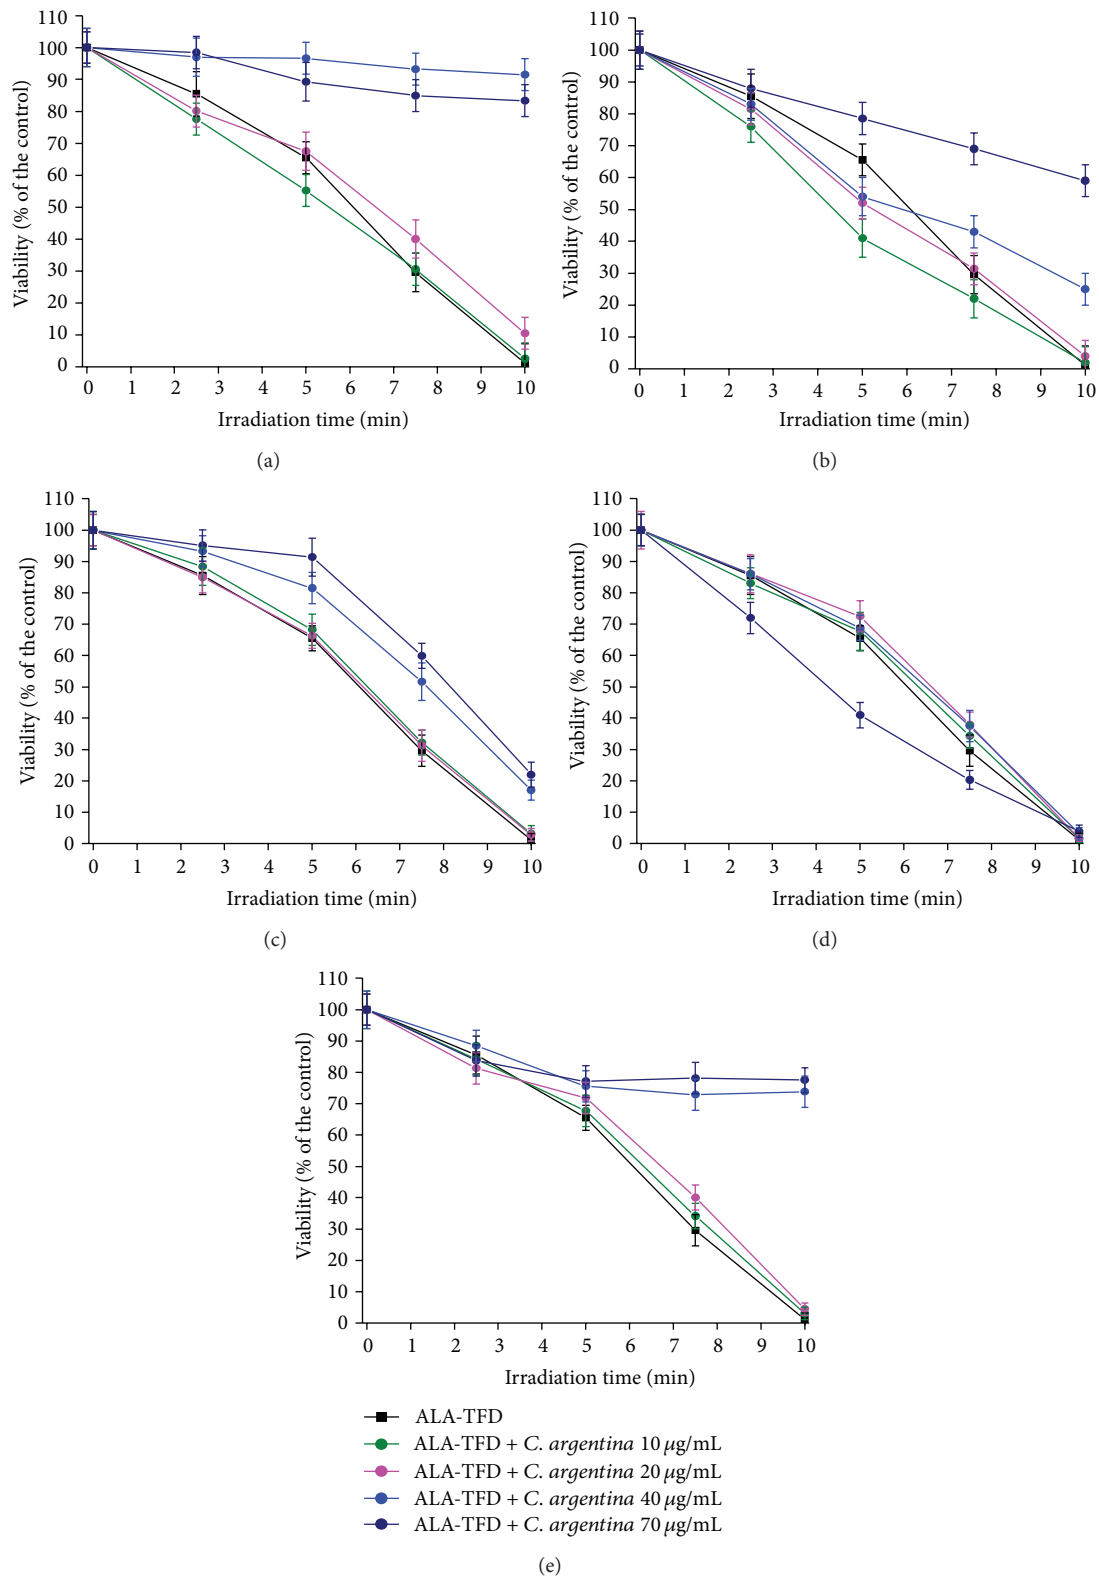 110
100
90
80
70
60
50
40
30
20
10
0
Viability (% of the control)
0 1 2 3 4 5 6 7 8 9 10
Irradiation time (min)
(a)
110
100
90
80
70
60
50
40
30
20
10
0
Viability (% of the control)
0 1 2 3 4 5 6 7 8 9 10
Irradiation time (min)
(b)
110
100
90
80
70
60
50
40
30
20
10
0
Viability (% of the control)
0 1 2 3 4 5 6 7 8 9 10
Irradiation time (min)
(c)
110
100
90
80
70
60
50
40
30
20
10
0
Viability (% of the control)
0 1 2 3 4 5 6 7 8 9 10
Irradiation time (min)
(d)
110
100
90
80
70
60
50
40
30
20
10
0
Viability (% of the control)
0 1 2 3 4 5 6 7 8 9 10
Irradiation time (min)
ALA-TFD
ALA-TFD + C. argentina 10 μg/mL
ALA-TFD + C. argentina 20 μg/mL
ALA-TFD + C. argentina 40 μg/mL
ALA-TFD + C. argentina 70 μg/mL
(e)